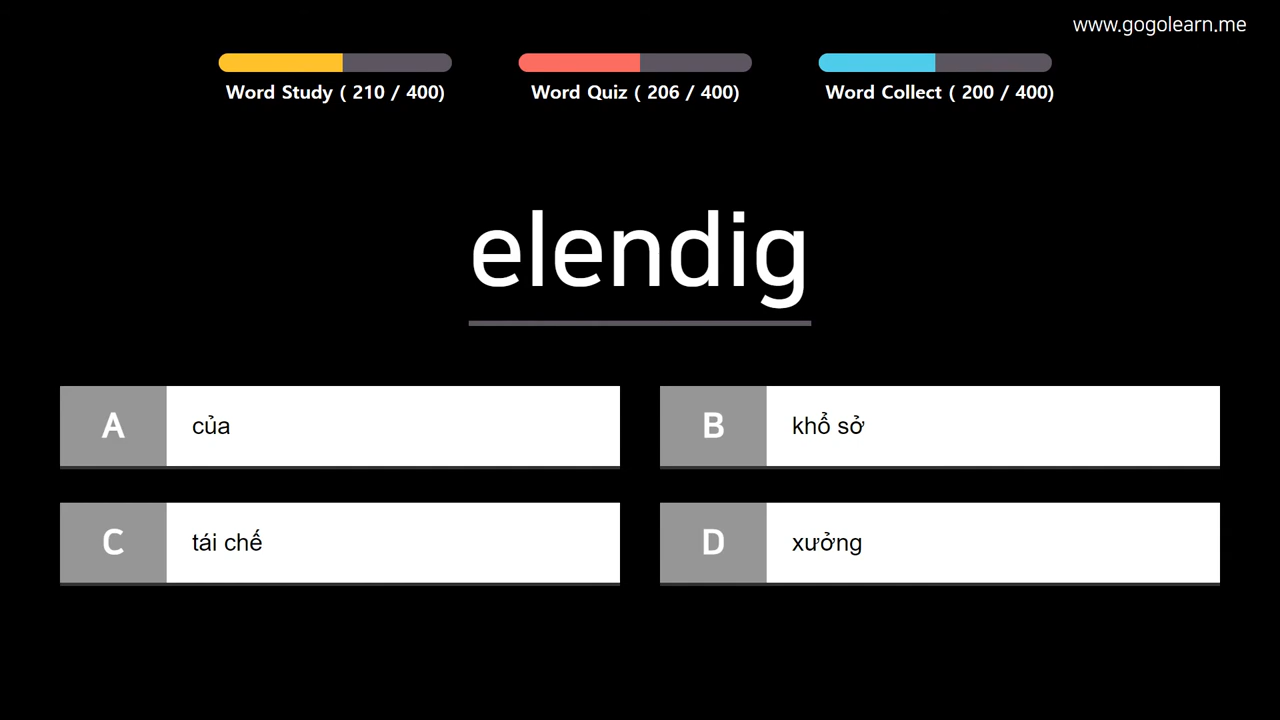 www.gogolearn.me
Word Study ( 210 / 400)
Word Quiz ( 206 / 400)
Word Collect ( 200 / 400)
elendig
A
của
B
khổ sở
C
tái chế
D
xưởng